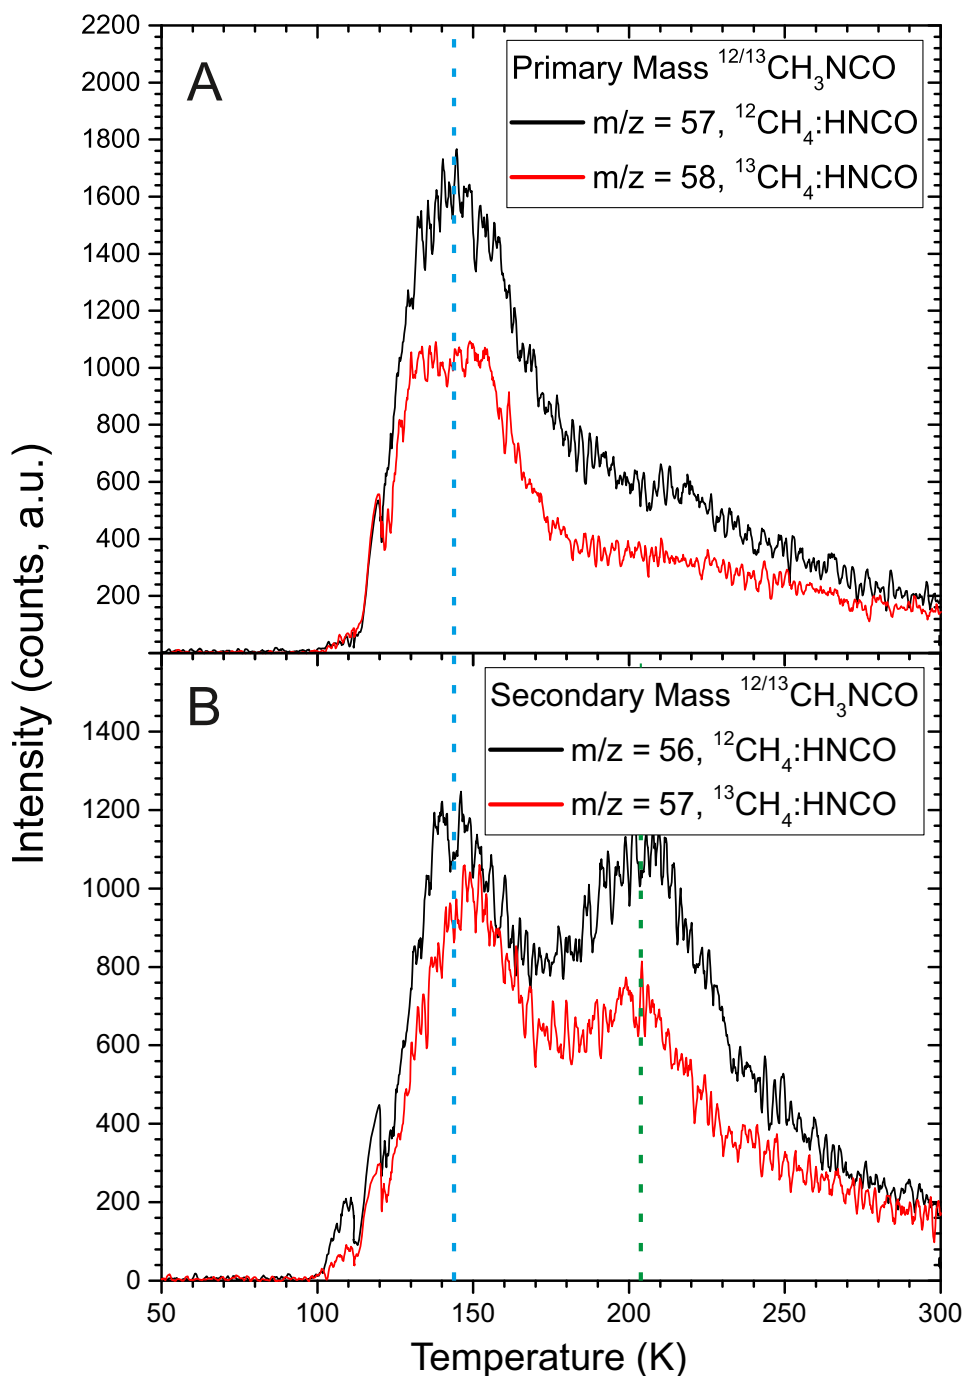 2200
2000
1800
1600
1400
1200
1000
800
600
400
200
A
Primary Mass ¹²/¹³CH₃NCO
m/z = 57, ¹²CH₄:HNCO
m/z = 58, ¹³CH₄:HNCO
Intensity (counts, a.u.)
1400
1200
1000
800
600
400
200
0
B
Secondary Mass ¹²/¹³CH₃NCO
m/z = 56, ¹²CH₄:HNCO
m/z = 57, ¹³CH₄:HNCO
50 100 150 200 250 300
Temperature (K)